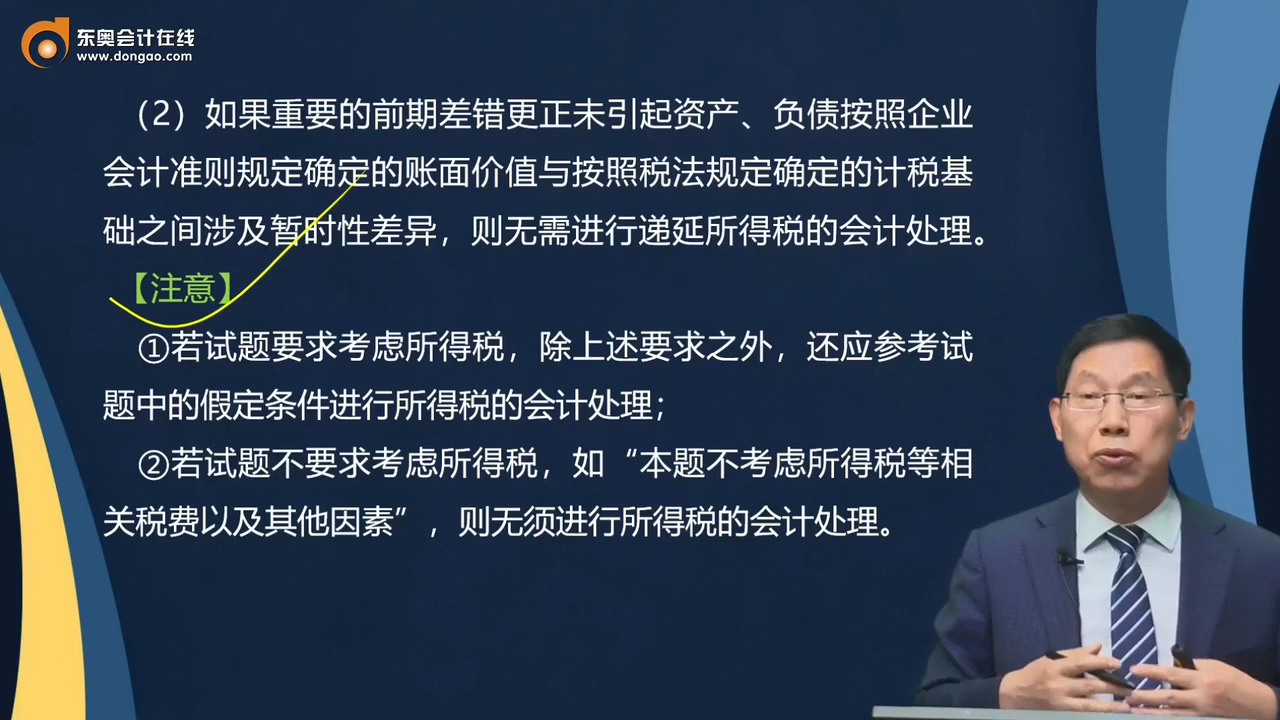 东奥会计在线
www.dongao.com
（2）如果重要的前期差错更正未引起资产、负债按照企业
会计准则规定确定的账面价值与按照税法规定确定的计税基
础之间涉及暂时性差异，则无需进行递延所得税的会计处理。
【注意】
①若试题要求考虑所得税，除上述要求之外，还应参考试
题中的假定条件进行所得税的会计处理；
②若试题不要求考虑所得税，如“本题不考虑所得税等相
关税费以及其他因素”，则无须进行所得税的会计处理。